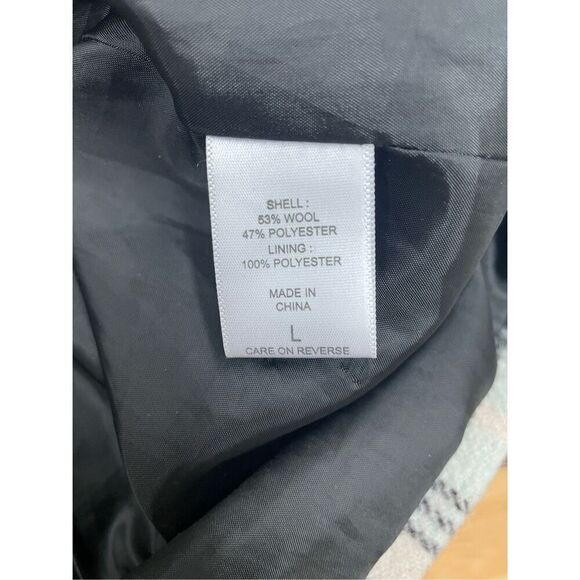 SHELL :
53% WOOL
47% POLYESTER
LINING :
100% POLYESTER
MADE IN
CHINA
L
CARE ON REVERSE